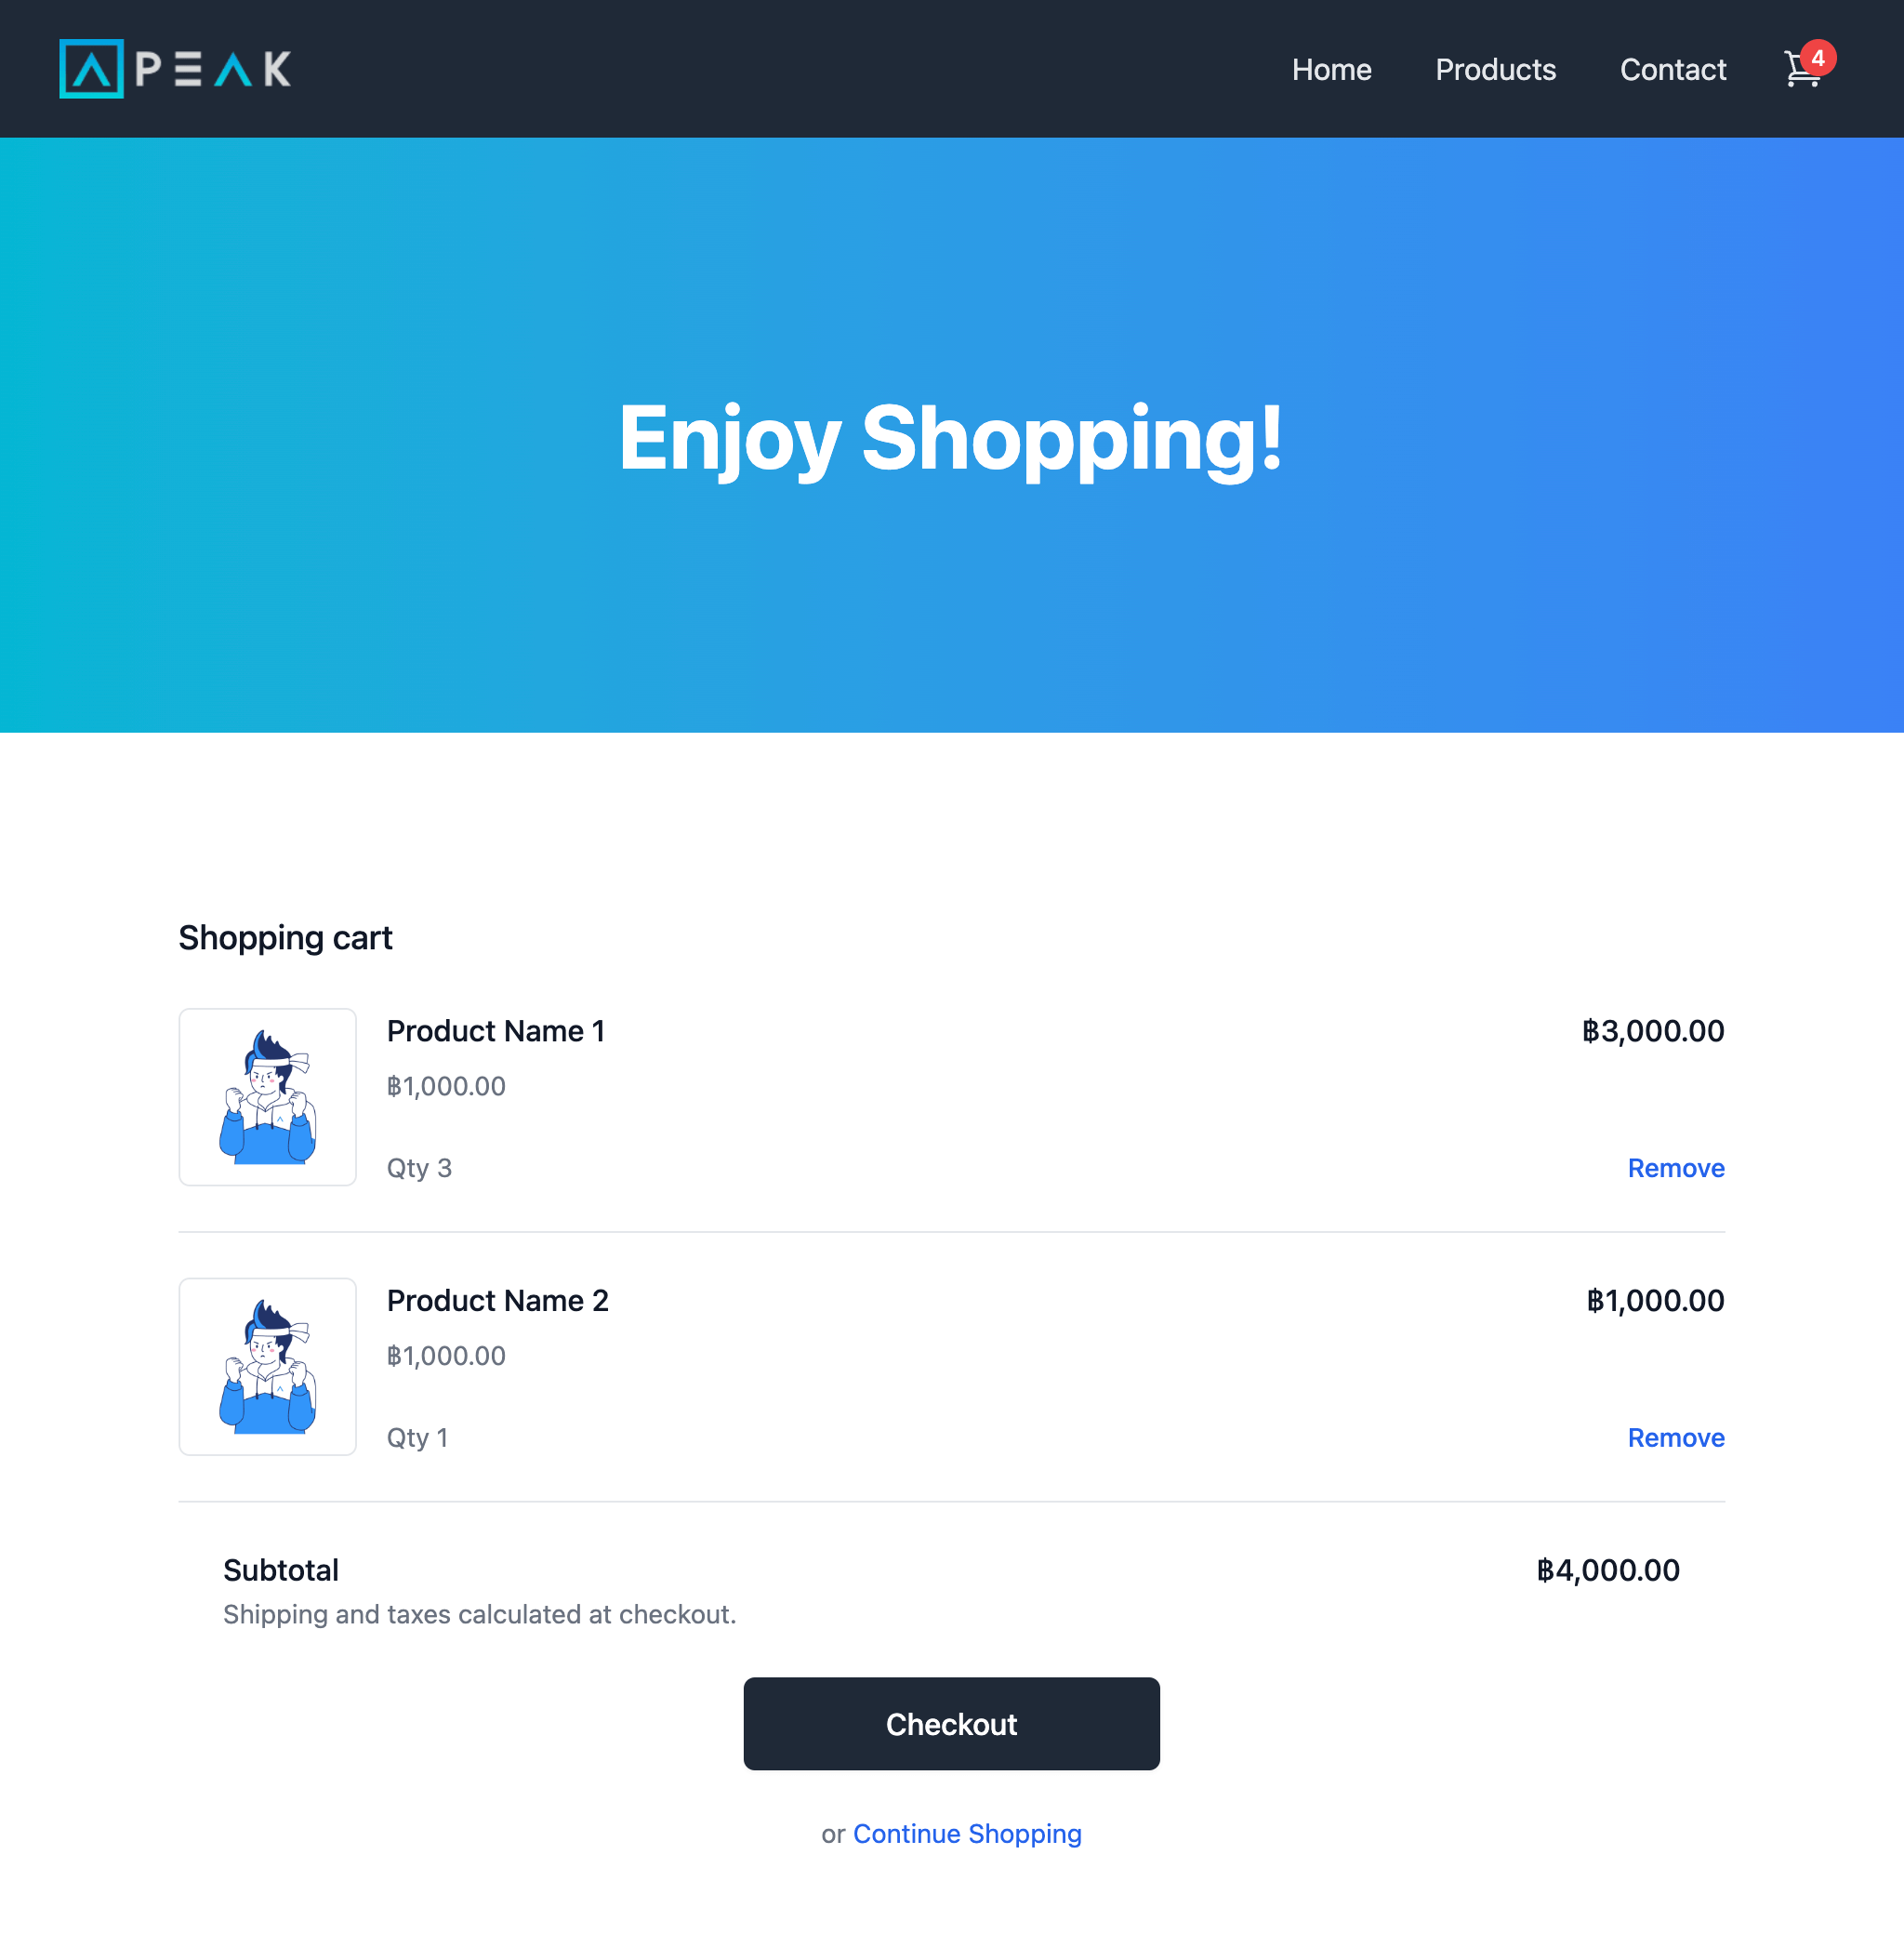 PEAK
Home Products Contact 4
Enjoy Shopping!
Shopping cart
Product Name 1 ฿3,000.00
฿1,000.00
Qty 3 Remove
Product Name 2 ฿1,000.00
฿1,000.00
Qty 1 Remove
Subtotal ฿4,000.00
Shipping and taxes calculated at checkout.
Checkout
or Continue Shopping